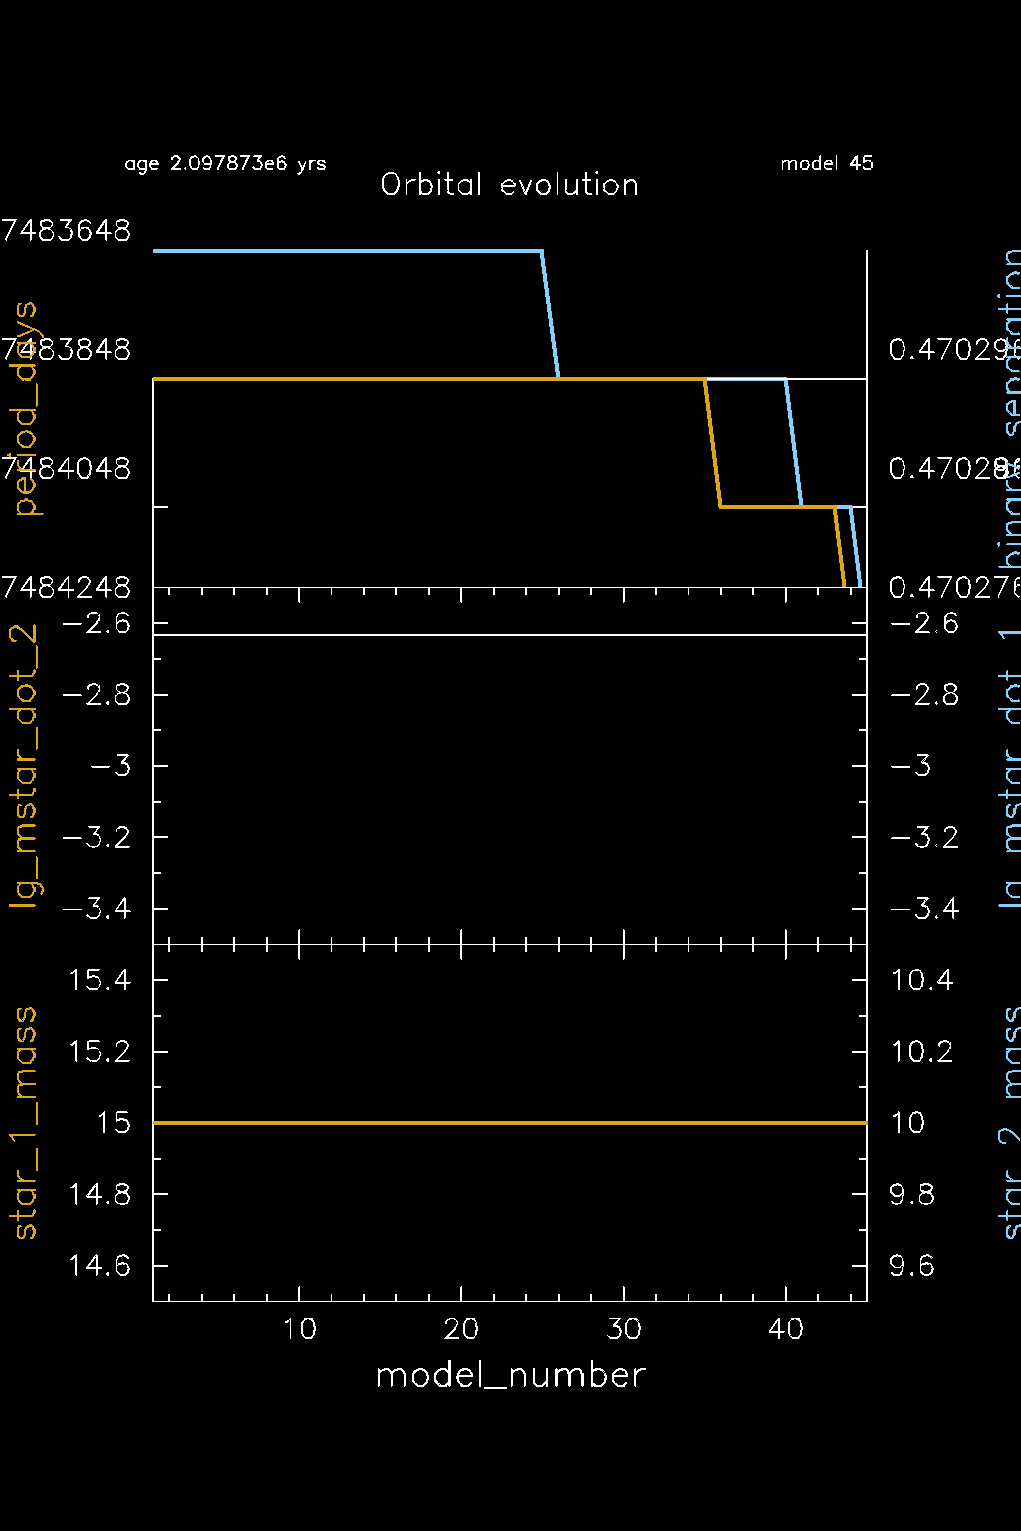 age 2.097873e6 yrs
model 45
Orbital evolution
7483648
7483848
7484048
7484248
period_days
0.470276
binary_separation
-2.6
-2.8
-3
-3.2
-3.4
lg_mstar_dot_2
-2.6
-2.8
-3
-3.2
-3.4
lg_mstar_dot_1
15.4
15.2
15
14.8
14.6
star_1_mass
10.4
10.2
10
9.8
9.6
star_2_mass
10 20 30 40
model_number